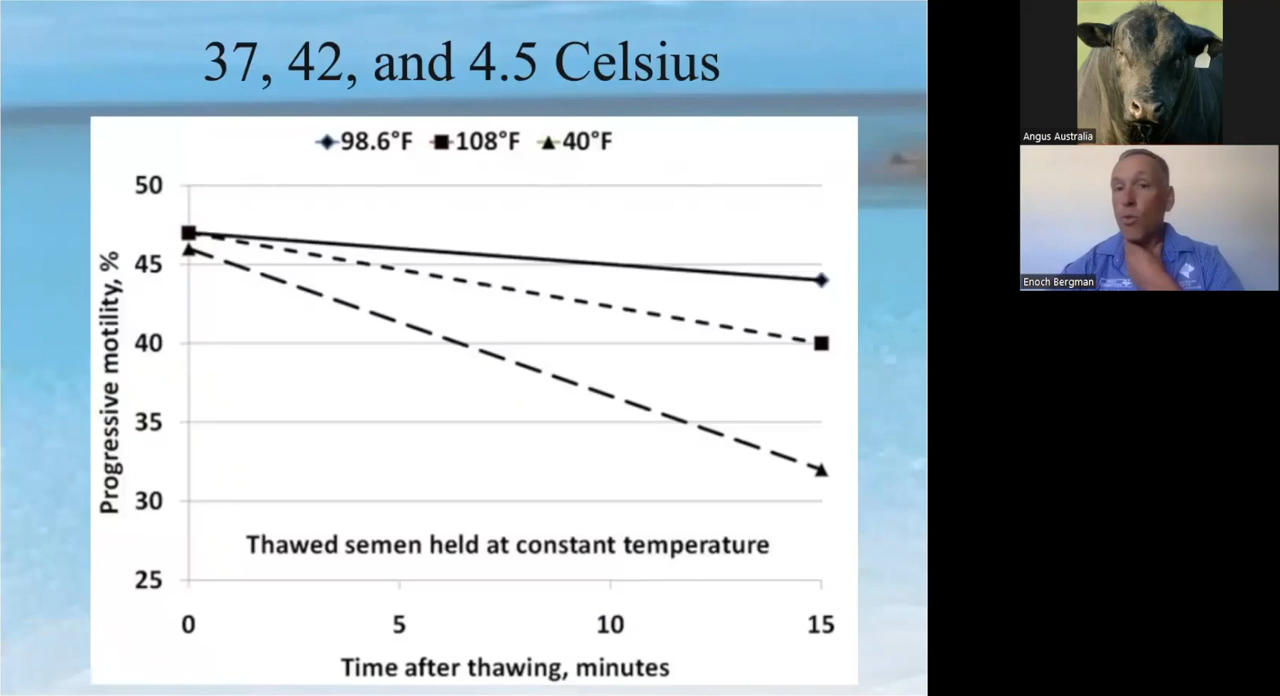 37, 42, and 4.5 Celsius
98.6°F 108°F 40°F
50
45
40
35
30
25
Progressive motility, %
Thawed semen held at constant temperature
0 5 10 15
Time after thawing, minutes
Angus Australia
Enoch Bergman